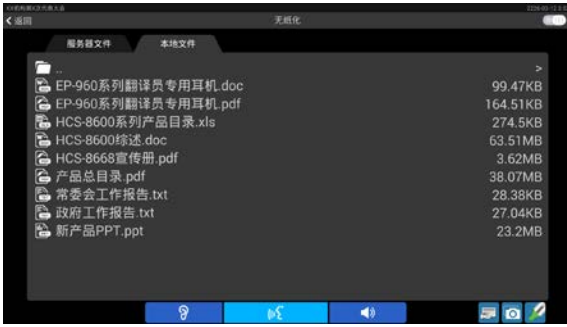 返回
无纸化
服务器文件
本地文件
..
>
EP-960系列翻译员专用耳机.doc 99.47KB
EP-960系列翻译员专用耳机.pdf 164.51KB
HCS-8600系列产品目录.xls 274.5KB
HCS-8600综述.doc 63.51MB
HCS-8668宣传册.pdf 3.62MB
产品总目录.pdf 38.07MB
常委会工作报告.txt 28.38KB
政府工作报告.txt 27.04KB
新产品PPT.ppt 23.2MB